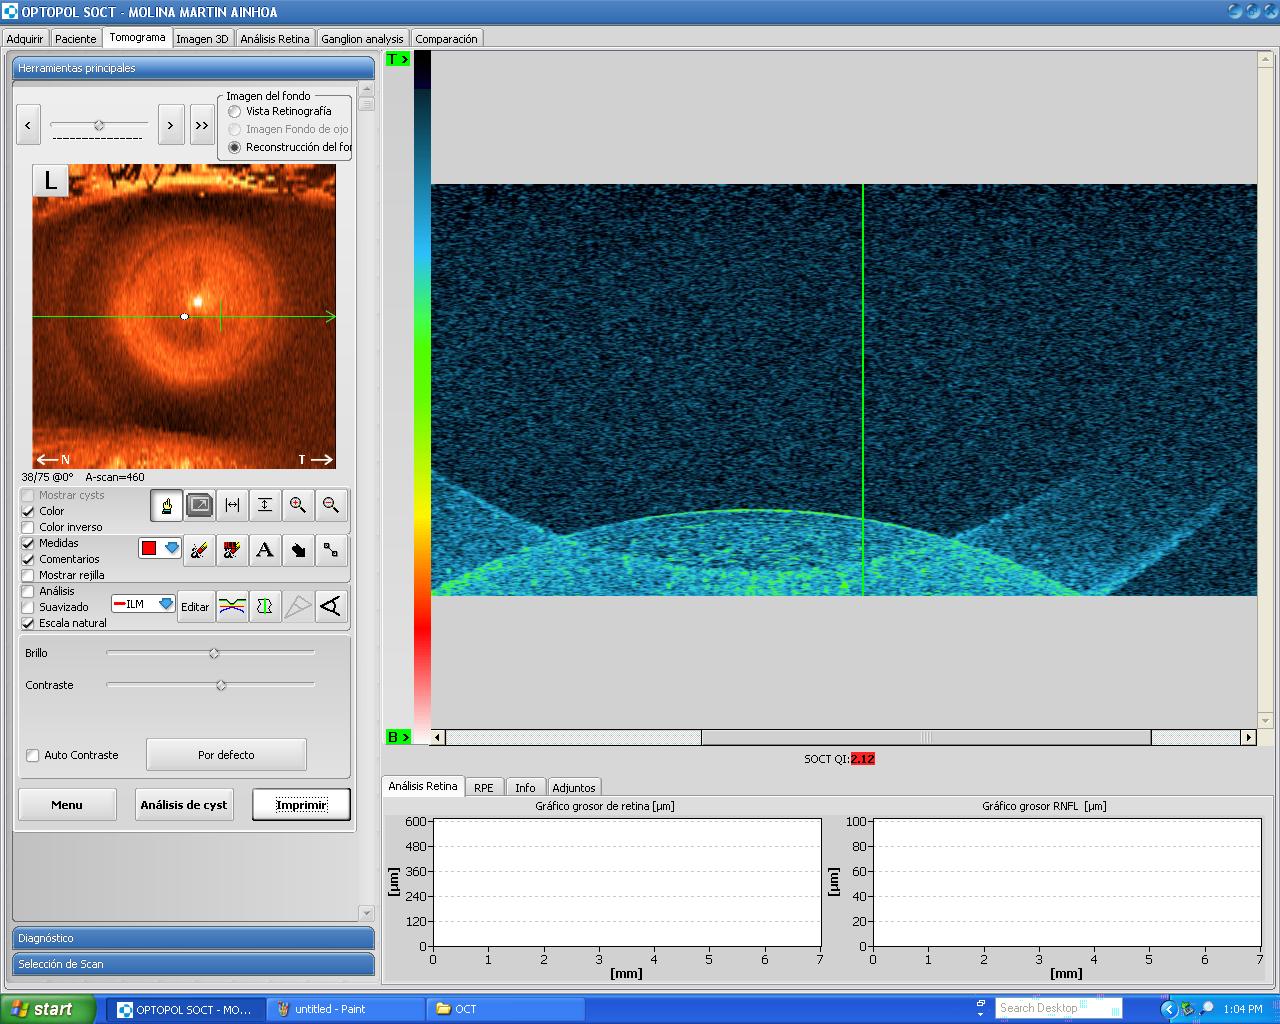 OPTOPOL SOCT - MOLINA MARTIN AINHOA
Adquirir Paciente Tomograma Imagen 3D Análisis Retina Ganglion analysis Comparación
Herramientas principales
< > >>
Imagen del fondo
Vista Retinografía
Imagen Fondo de ojo
Reconstrucción del for
L
N
T
38/75 @0° A-scan=460
Mostrar cysts
Color
Color inverso
Medidas
Comentarios
A
Mostrar rejilla
Análisis
Suavizado
ILM
Editar
Escala natural
Brillo
Contraste
Auto Contraste
Por defecto
Menu
Análisis de cyst
Imprimir
Diagnóstico
Selección de Scan
T >
B >
SOCT QI:2.12
Análisis Retina RPE Info Adjuntos
Gráfico grosor de retina [µm]
600
480
360
240
120
0
[µm]
0 1 2 3 4 5 6 7
[mm]
Gráfico grosor RNFL [µm]
100
80
60
40
20
0
[µm]
0 1 2 3 4 5 6 7
[mm]
start
OPTOPOL SOCT - MO...
untitled - Paint
OCT
Search Desktop
1:04 PM